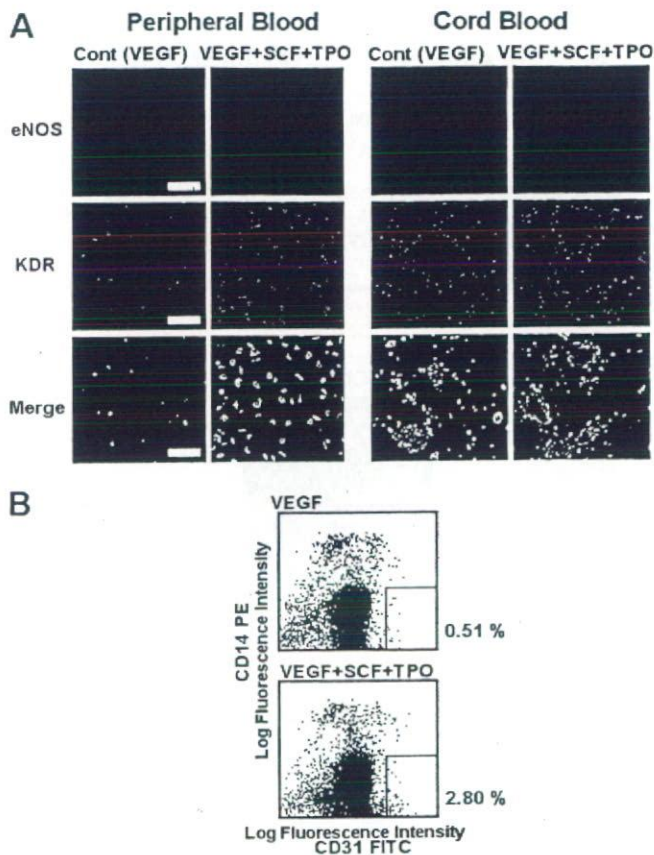 A
Peripheral Blood
Cord Blood
Cont (VEGF) VEGF+SCF+TPO
Cont (VEGF) VEGF+SCF+TPO
eNOS
KDR
Merge
B
VEGF
0.51 %
VEGF+SCF+TPO
2.80 %
CD14 PE
Log Fluorescence Intensity
Log Fluorescence Intensity
CD31 FITC